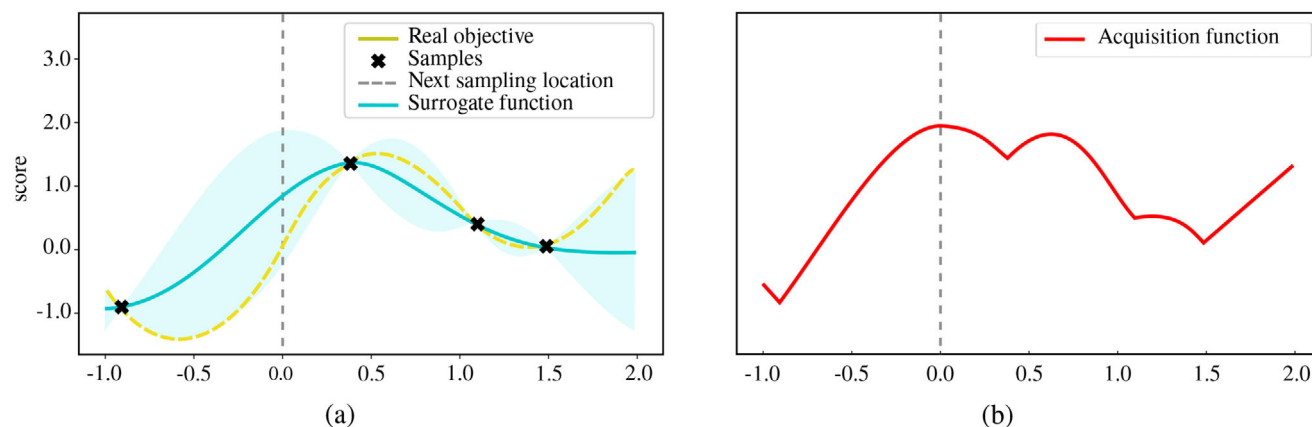 Real objective
Samples
Next sampling location
Surrogate function
score
3.0
2.0
1.0
0.0
-1.0
-1.0 -0.5 0.0 0.5 1.0 1.5 2.0
(a)
Acquisition function
-1.0 -0.5 0.0 0.5 1.0 1.5 2.0
(b)